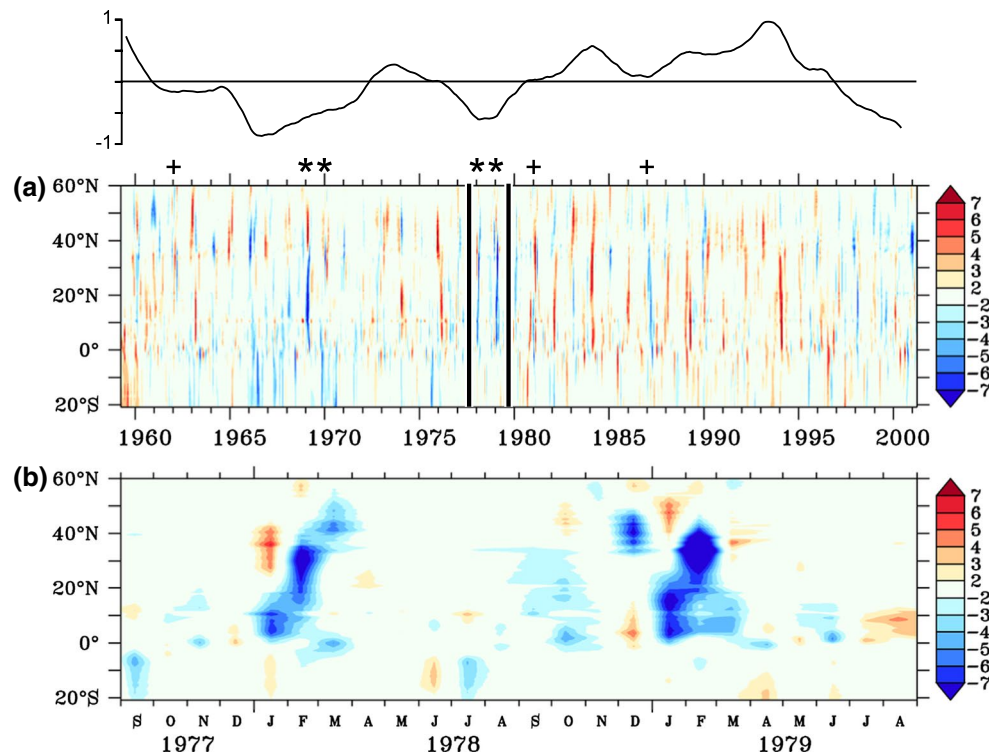 1
-1
+ * * * * + +
(a)
60°N
40°N
20°N
0°
20°S
1960 1965 1970 1975 1980 1985 1990 1995 2000
7
6
5
4
3
2
-2
-3
-4
-5
-6
-7
(b)
60°N
40°N
20°N
0°
20°S
S O N D J F M A M J J A S O N D J F M A M J J A
1977 1978 1979
7
6
5
4
3
2
-2
-3
-4
-5
-6
-7